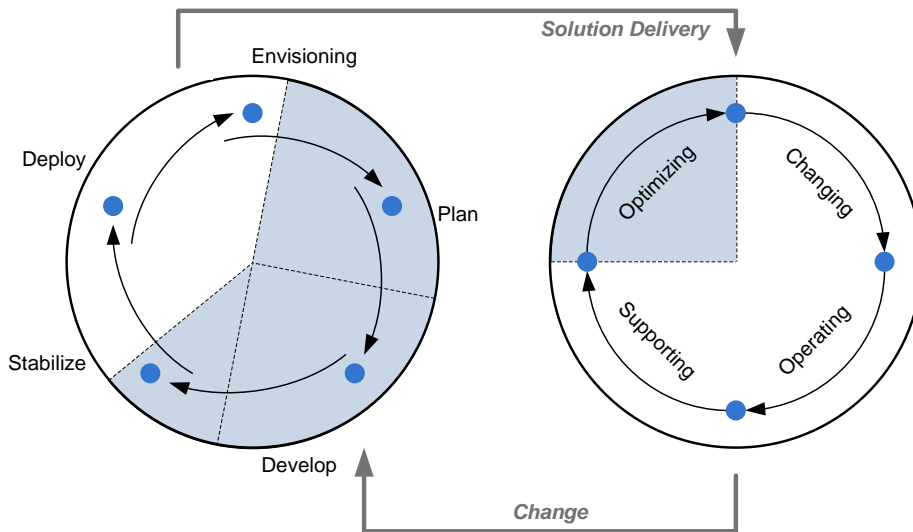 Solution Delivery
Envisioning
Deploy
Plan
Stabilize
Develop
Optimizing
Changing
Supporting
Operating
Change